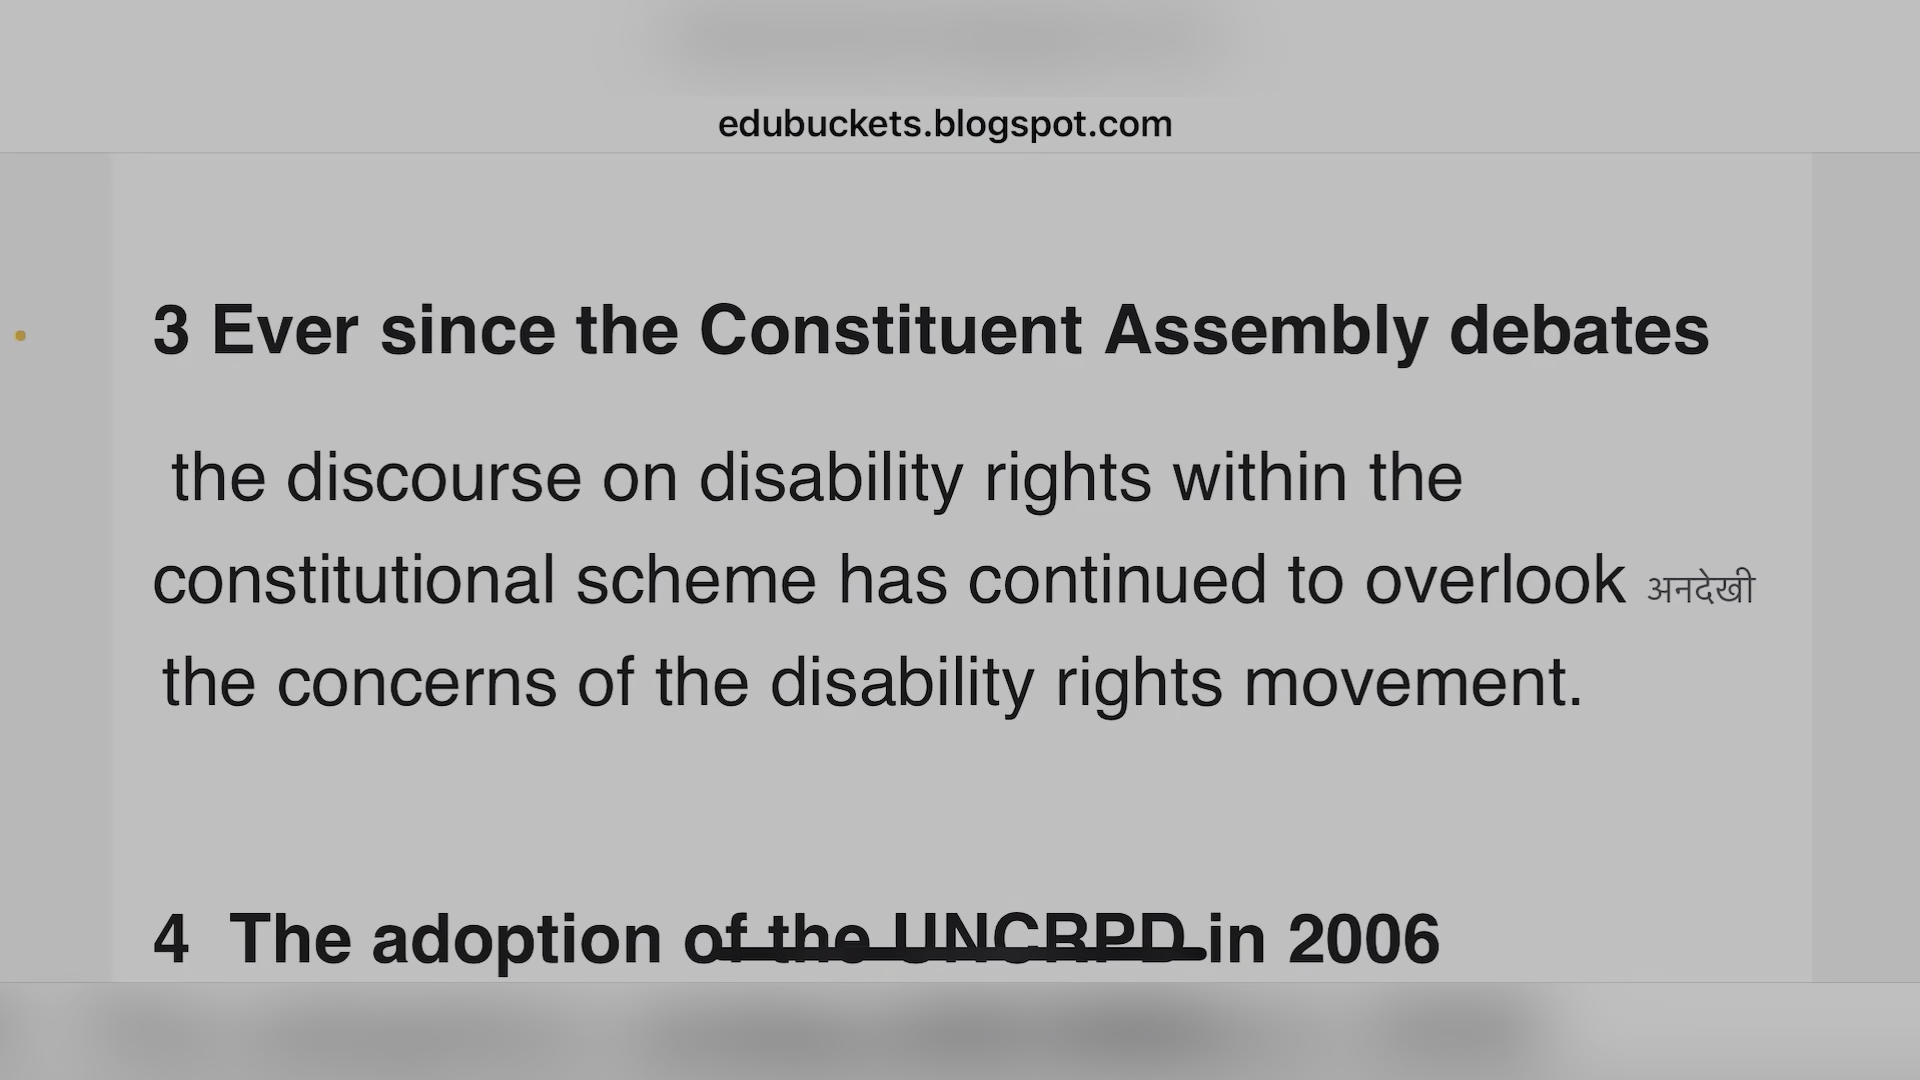 edubuckets.blogspot.com
3 Ever since the Constituent Assembly debates
the discourse on disability rights within the
constitutional scheme has continued to overlook अनदेखी
the concerns of the disability rights movement.
4 The adoption of the UNCRPD in 2006